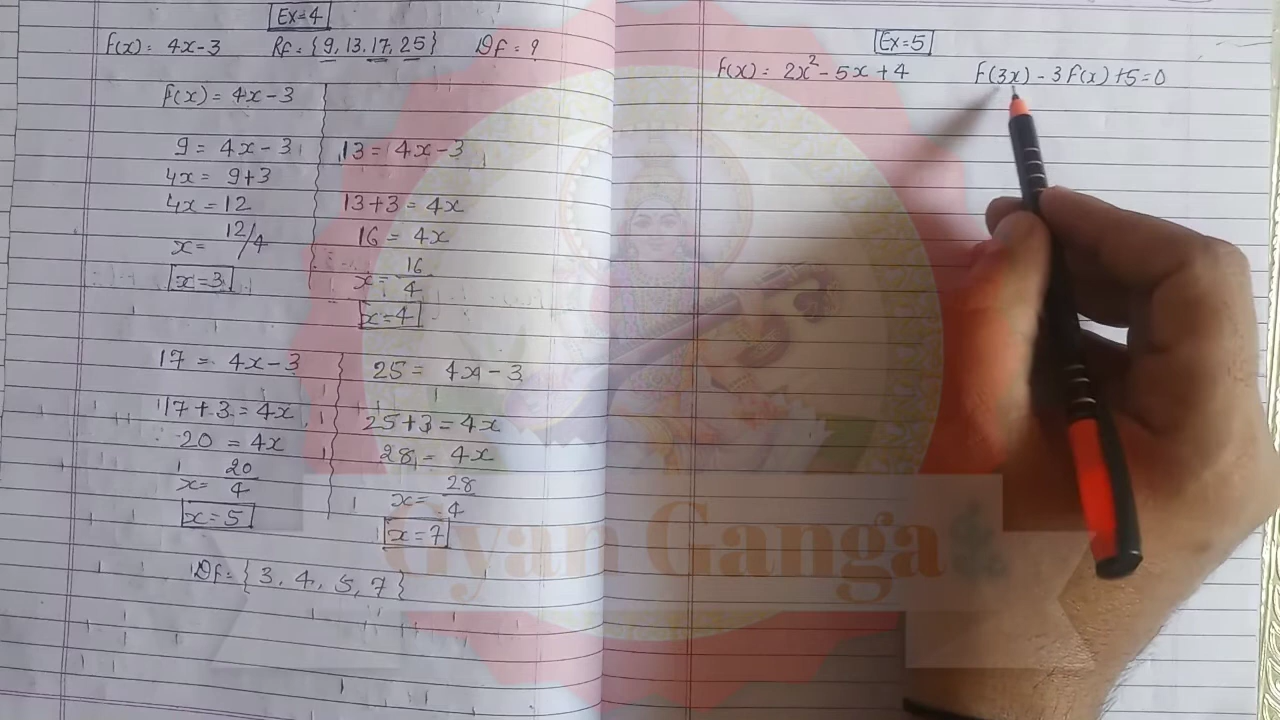 Ex=4
f(x) = 4x-3 Rf = {9, 13, 17, 25} Df = ?
f(x) = 4x-3
9 = 4x-3
4x = 9+3
4x = 12
x = 12/4
x=3
13 = 4x-3
13+3 = 4x
16 = 4x
x = 16/4
x=4
17 = 4x-3
17+3 = 4x
20 = 4x
x = 20/4
x=5
25 = 4x-3
25+3 = 4x
28 = 4x
x = 28/4
x=7
Df = {3, 4, 5, 7}
Ex=5
f(x) = 2x²-5x+4 f(3x)-3f(x)+5=0
Gyan Ganga